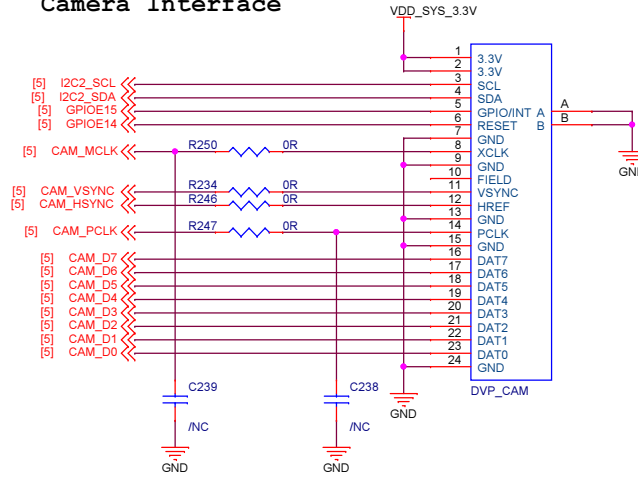 Camera Interface
VDD_SYS_3.3V
1 3.3V
2 3.3V
[5] I2C2_SCL 3 SCL
[5] I2C2_SDA 4 SDA
[5] GPIOE15 5 GPIO/INT A A
[5] GPIOE14 6 RESET B B
7 GND
[5] CAM_MCLK R250 0R 8 XCLK
9 GND
GND
10 FIELD
[5] CAM_VSYNC R234 0R 11 VSYNC
[5] CAM_HSYNC R246 0R 12 HREF
13 GND
[5] CAM_PCLK R247 0R 14 PCLK
15 GND
[5] CAM_D7 16 DAT7
[5] CAM_D6 17 DAT6
[5] CAM_D5 18 DAT5
[5] CAM_D4 19 DAT4
[5] CAM_D3 20 DAT3
[5] CAM_D2 21 DAT2
[5] CAM_D1 22 DAT1
[5] CAM_D0 23 DAT0
24 GND
C239 C238 DVP_CAM
GND
/NC /NC
GND GND